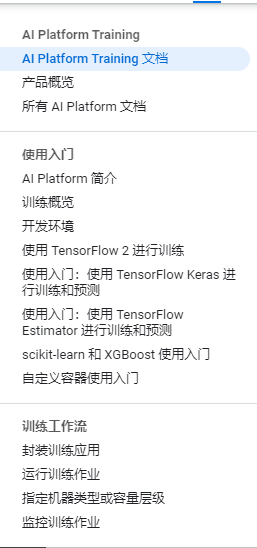 AI Platform Training
AI Platform Training 文档
产品概览
所有 AI Platform 文档
使用入门
AI Platform 简介
训练概览
开发环境
使用 TensorFlow 2 进行训练
使用入门：使用 TensorFlow Keras 进
行训练和预测
使用入门：使用 TensorFlow
Estimator 进行训练和预测
scikit-learn 和 XGBoost 使用入门
自定义容器使用入门
训练工作流
封装训练应用
运行训练作业
指定机器类型或容量层级
监控训练作业